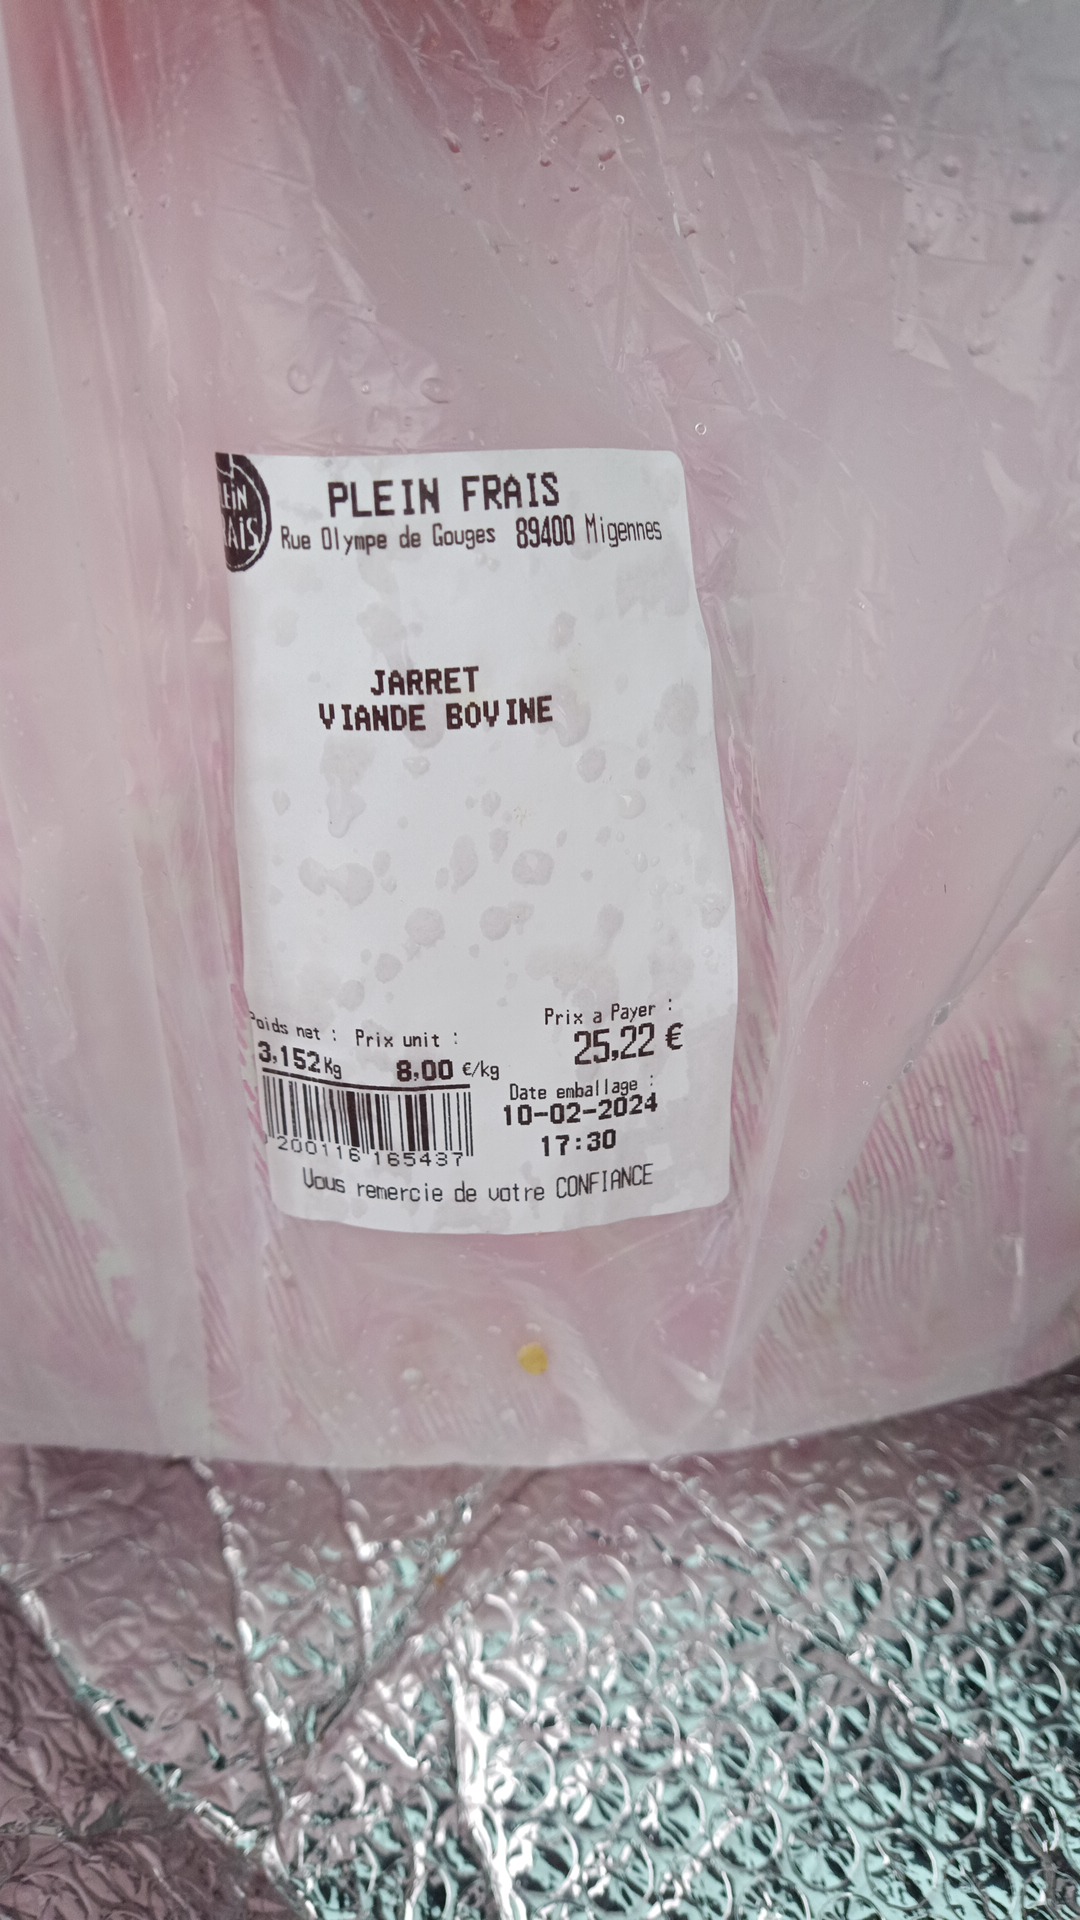 PLEIN FRAIS
Rue Olympe de Gouges 89400 Migennes
JARRET
VIANDE BOVINE
Poids net : Prix unit :
3,152Kg 8,00 €/kg
Prix a Payer :
25,22 €
Date emballage :
10-02-2024
17:30
200116 165437
Vous remercie de votre CONFIANCE